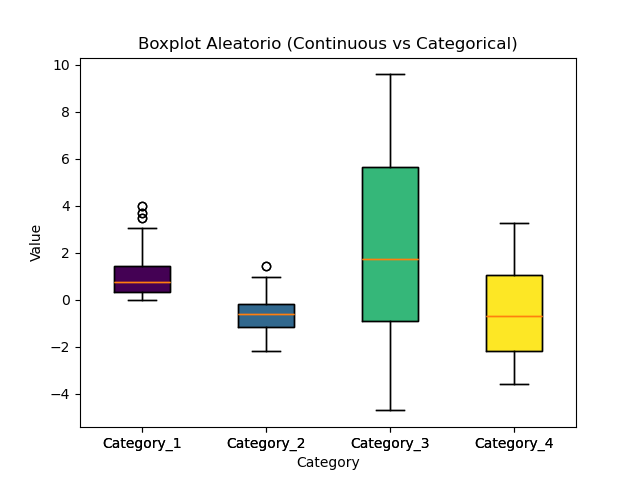 Boxplot Aleatorio (Continuous vs Categorical)
10
8
6
4
2
0
−2
−4
Value
Category_1 Category_2 Category_3 Category_4
Category